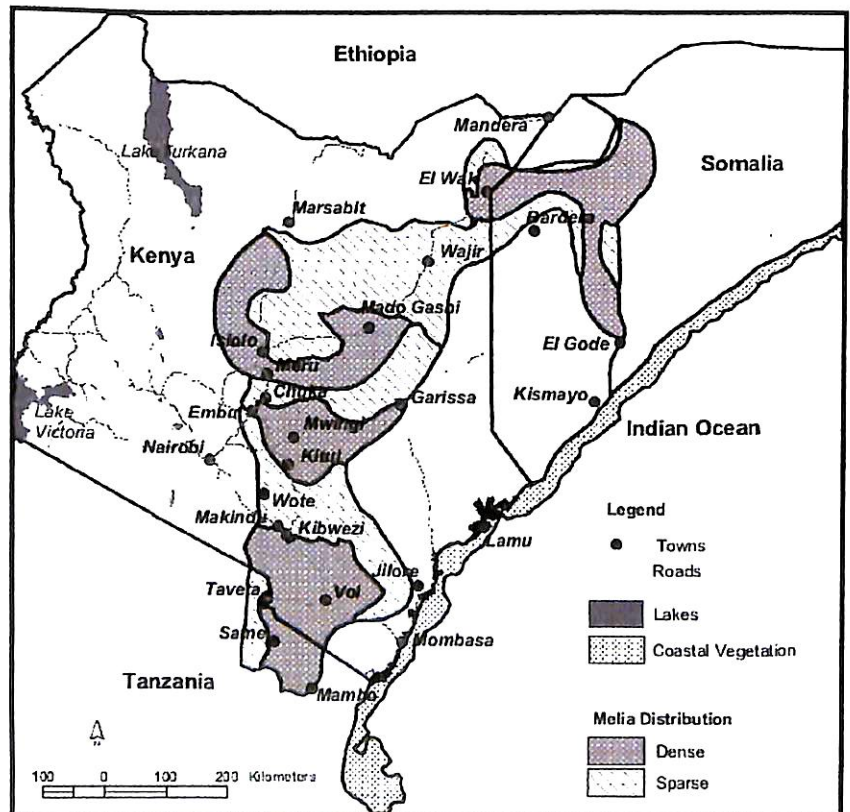 Ethiopia
Mandera
Lake Turkana
Somalia
El Wak
Marsabit
Bardera
Kenya
Wajir
Mado Gashi
Isiolo
El Gode
Meru
Chuka
Garissa
Kismayo
Embu
Lake
Victoria
Mwingi
Indian Ocean
Nairobi
Kitui
Wote
Legend
Makindu
Kibwezi
Lamu
Towns
Jilore
Roads
Taveta
Voi
Lakes
Same
Mombasa
Coastal Vegetation
Tanzania
Mambo
Melia Distribution
N
Dense
100 0 100 200 Kilometers
Sparse